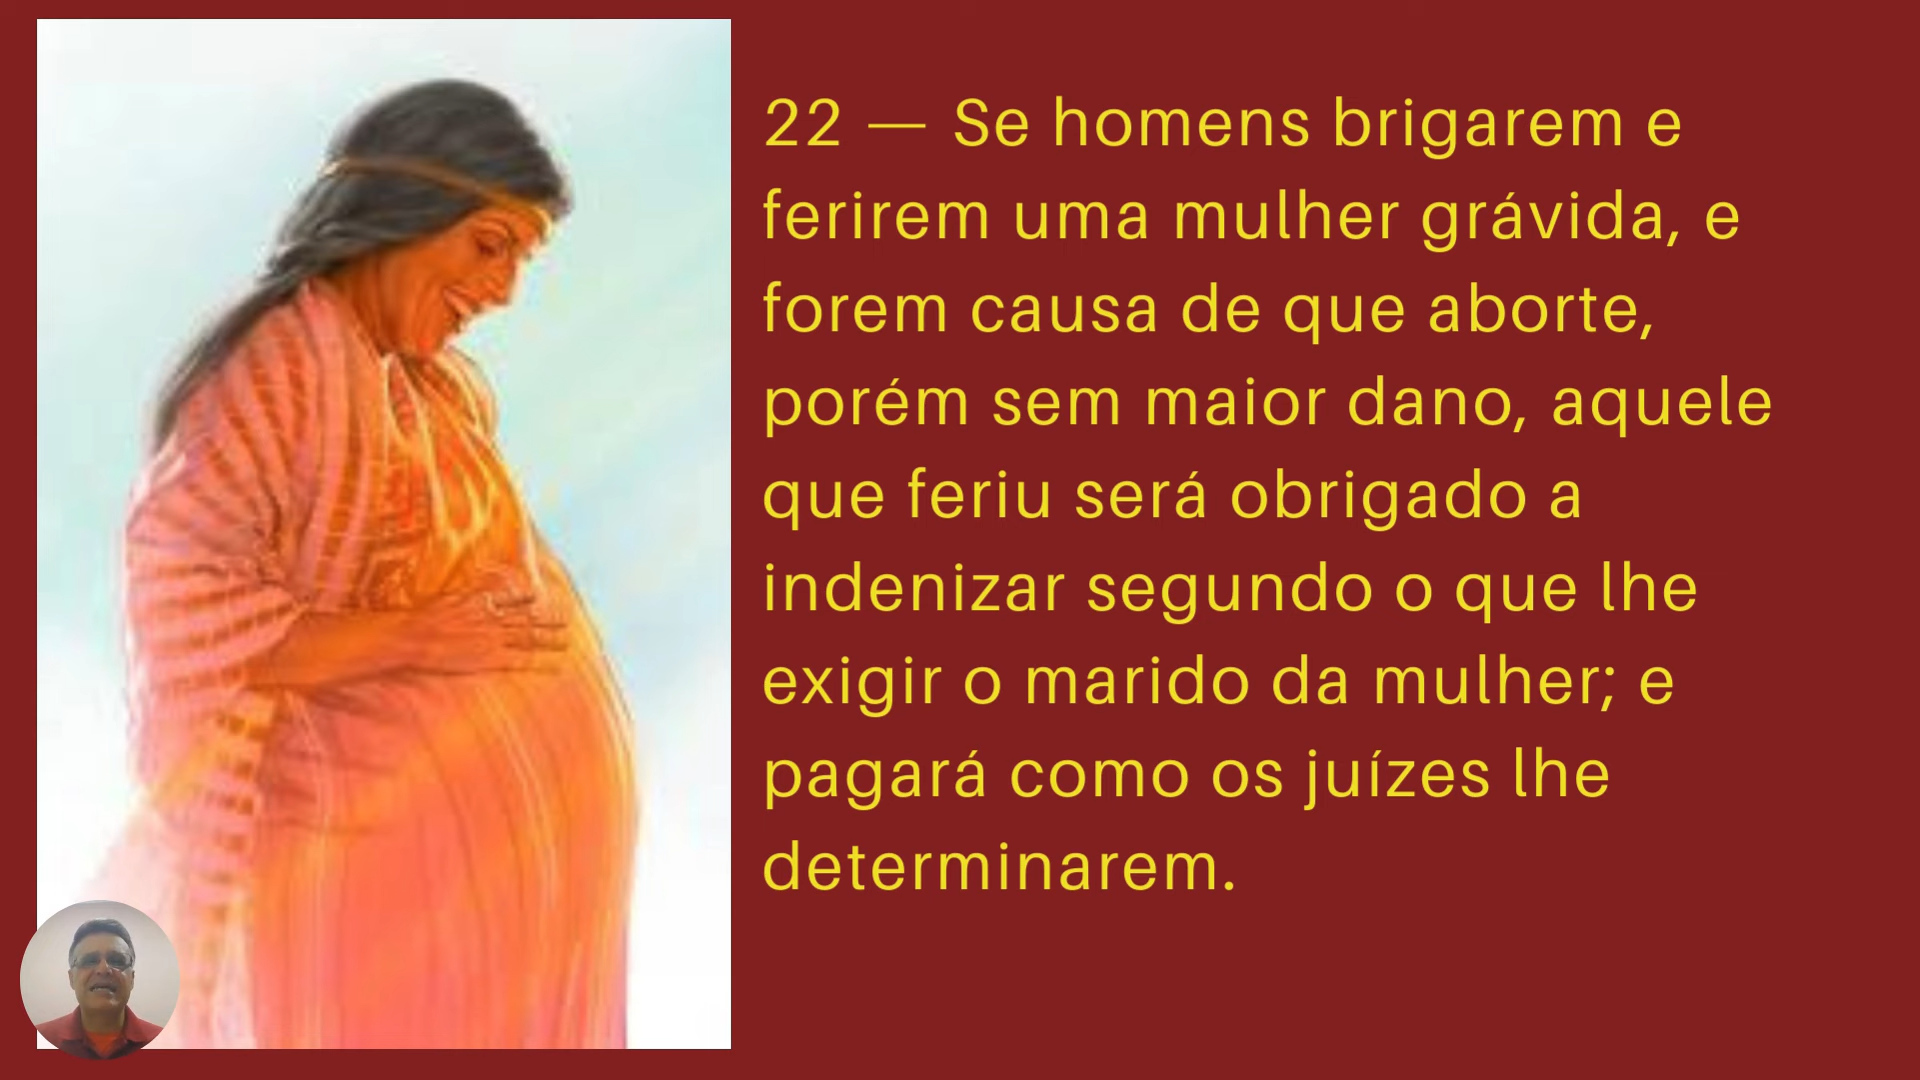 22 — Se homens brigarem e
ferirem uma mulher grávida, e
forem causa de que aborte,
porém sem maior dano, aquele
que feriu será obrigado a
indenizar segundo o que lhe
exigir o marido da mulher; e
pagará como os juízes lhe
determinarem.